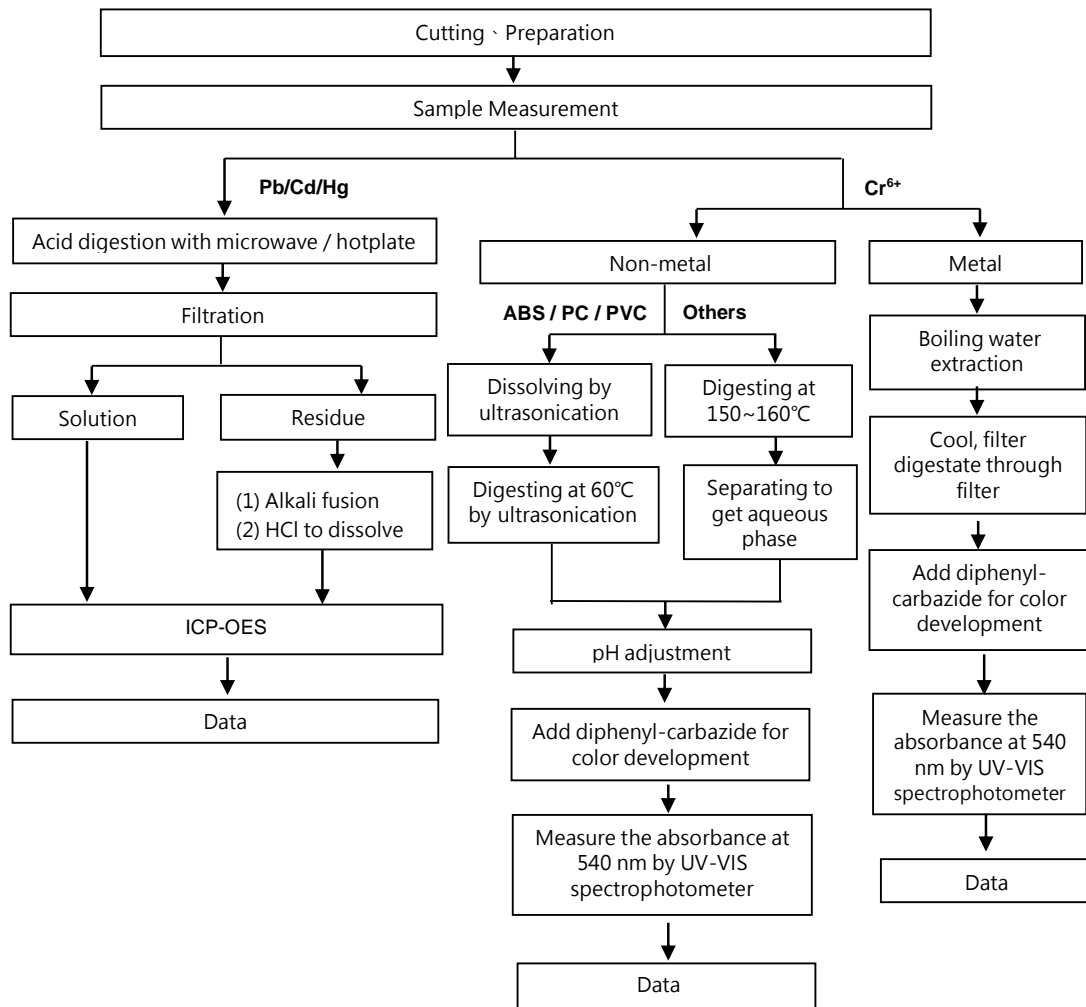 Cutting、Preparation
Sample Measurement
Pb/Cd/Hg
Cr⁶⁺
Acid digestion with microwave / hotplate
Non-metal
Metal
Filtration
ABS / PC / PVC
Others
Boiling water
extraction
Solution
Residue
Dissolving by
ultrasonication
Digesting at
150~160℃
Cool, filter
digestate through
filter
(1) Alkali fusion
(2) HCl to dissolve
Digesting at 60℃
by ultrasonication
Separating to
get aqueous
phase
Add diphenyl-
carbazide for color
development
ICP-OES
pH adjustment
Data
Add diphenyl-carbazide for
color development
Measure the
absorbance at 540
nm by UV-VIS
spectrophotometer
Measure the absorbance at
540 nm by UV-VIS
spectrophotometer
Data
Data